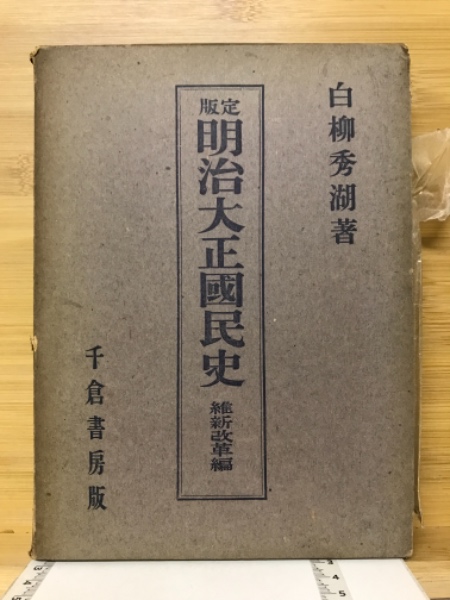 白柳秀湖著
定版
明治大正國民史
維新改革編
千倉書房版